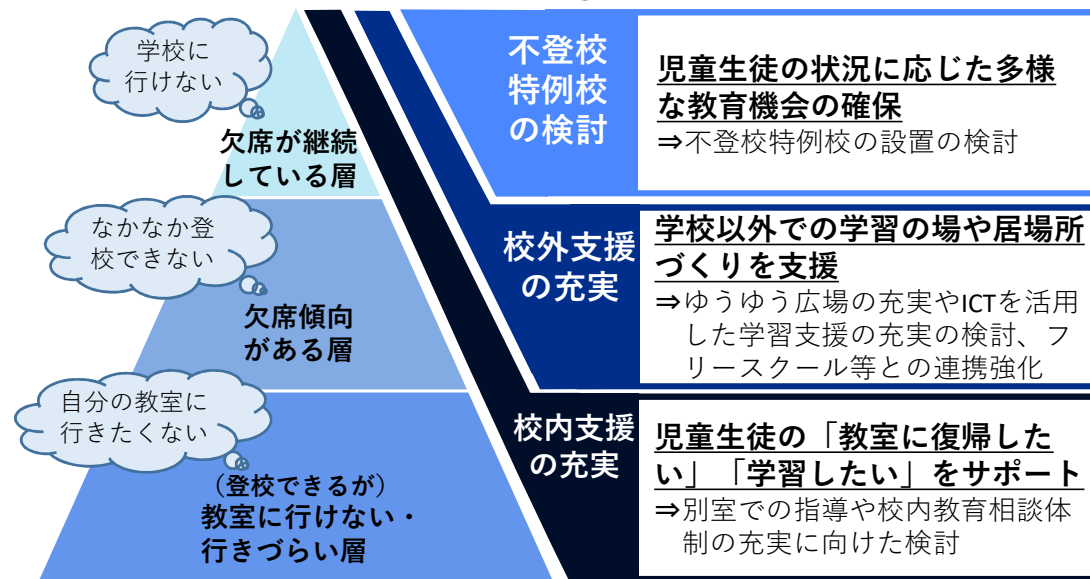 学校に
行けない
欠席が継続
している層
不登校
特例校
の検討
児童生徒の状況に応じた多様
な教育機会の確保
⇒不登校特例校の設置の検討
なかなか登
校できない
欠席傾向
がある層
校外支援
の充実
学校以外での学習の場や居場所
づくりを支援
⇒ゆうゆう広場の充実やICTを活用
した学習支援の充実の検討、フ
リースクール等との連携強化
自分の教室に
行きたくない
（登校できるが）
教室に行けない・
行きづらい層
校内支援
の充実
児童生徒の「教室に復帰した
い」「学習したい」をサポート
⇒別室での指導や校内教育相談体
制の充実に向けた検討